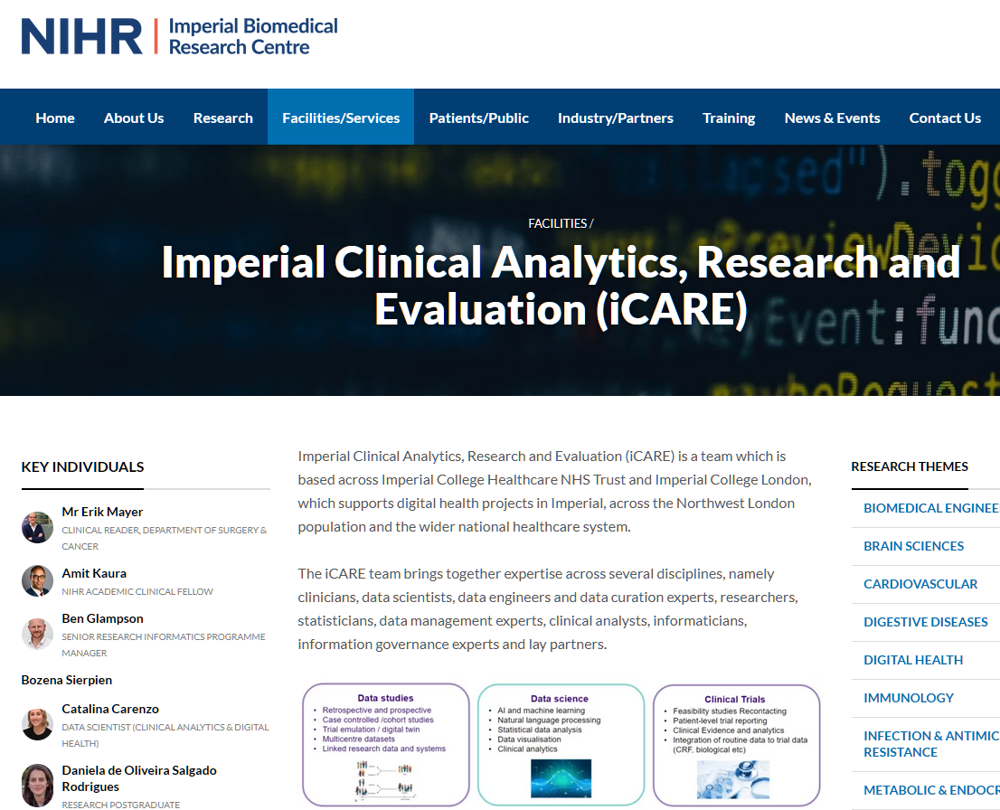 NIHR | Imperial Biomedical
Research Centre
Home About Us Research Facilities/Services Patients/Public Industry/Partners Training News & Events Contact Us
FACILITIES /
Imperial Clinical Analytics, Research and
Evaluation (iCARE)
KEY INDIVIDUALS
Mr Erik Mayer
CLINICAL READER, DEPARTMENT OF SURGERY &
CANCER
Amit Kaura
NIHR ACADEMIC CLINICAL FELLOW
Ben Glampson
SENIOR RESEARCH INFORMATICS PROGRAMME
MANAGER
Bozena Sierpien
Catalina Carenzo
DATA SCIENTIST (CLINICAL ANALYTICS & DIGITAL
HEALTH)
Daniela de Oliveira Salgado
Rodrigues
RESEARCH POSTGRADUATE
Imperial Clinical Analytics, Research and Evaluation (iCARE) is a team which is
based across Imperial College Healthcare NHS Trust and Imperial College London,
which supports digital health projects in Imperial, across the Northwest London
population and the wider national healthcare system.
The iCARE team brings together expertise across several disciplines, namely
clinicians, data scientists, data engineers and data curation experts, researchers,
statisticians, data management experts, clinical analysts, informaticians,
information governance experts and lay partners.
Data studies
• Retrospective and prospective
• Case controlled /cohort studies
• Trial emulation / digital twin
• Multicentre datasets
• Linked research data and systems
Data science
• AI and machine learning
• Natural language processing
• Statistical data analysis
• Data visualisation
• Clinical analytics
Clinical Trials
• Feasibility studies Recontacting
• Patient-level trial reporting
• Clinical Evidence and analytics
• Integration of routine data to trial data
(CRF, biological etc)
RESEARCH THEMES
BIOMEDICAL ENGINEE
BRAIN SCIENCES
CARDIOVASCULAR
DIGESTIVE DISEASES
DIGITAL HEALTH
IMMUNOLOGY
INFECTION & ANTIMIC
RESISTANCE
METABOLIC & ENDOCR